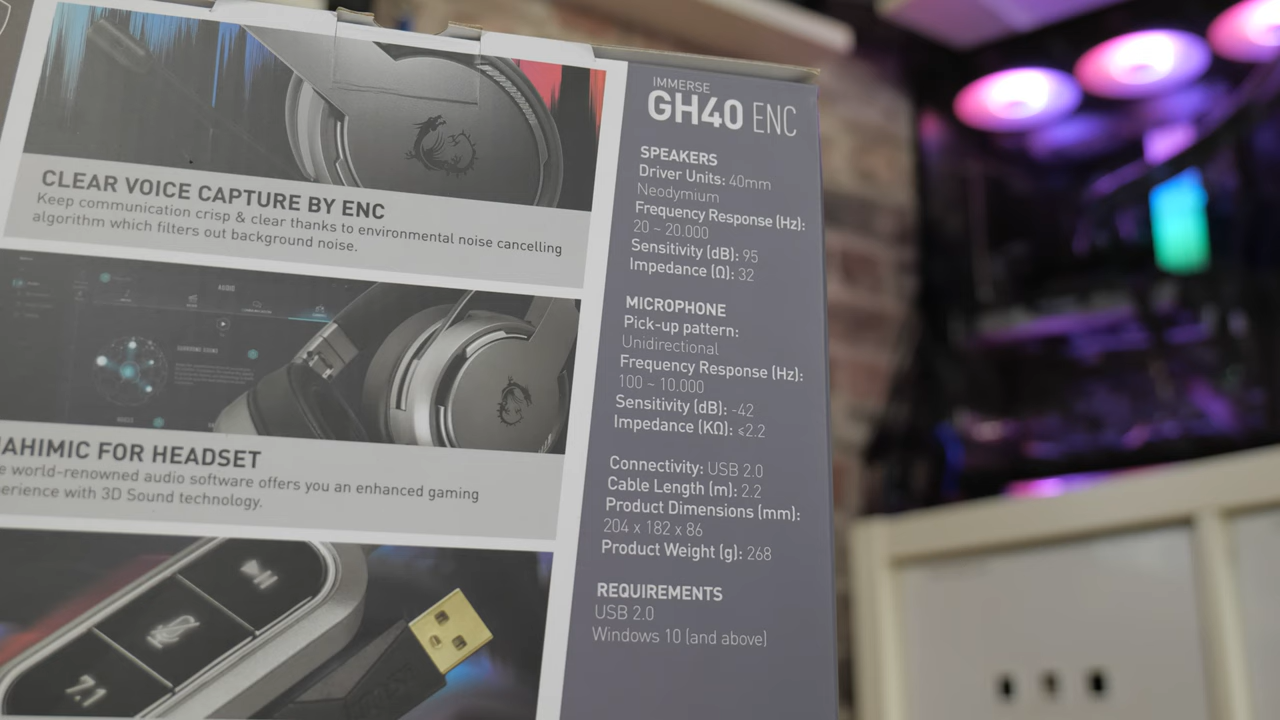 CLEAR VOICE CAPTURE BY ENC
Keep communication crisp & clear thanks to environmental noise cancelling
algorithm which filters out background noise.
AUDIO
AHIMIC FOR HEADSET
world-renowned audio software offers you an enhanced gaming
erience with 3D Sound technology.
7.1
IMMERSE
GH40 ENC
SPEAKERS
Driver Units: 40mm
Neodymium
Frequency Response (Hz):
20 ~ 20.000
Sensitivity (dB): 95
Impedance (Ω): 32
MICROPHONE
Pick-up pattern:
Unidirectional
Frequency Response (Hz):
100 ~ 10.000
Sensitivity (dB): -42
Impedance (KΩ): ≤2.2
Connectivity: USB 2.0
Cable Length (m): 2.2
Product Dimensions (mm):
204 x 182 x 86
Product Weight (g): 268
REQUIREMENTS
USB 2.0
Windows 10 (and above)